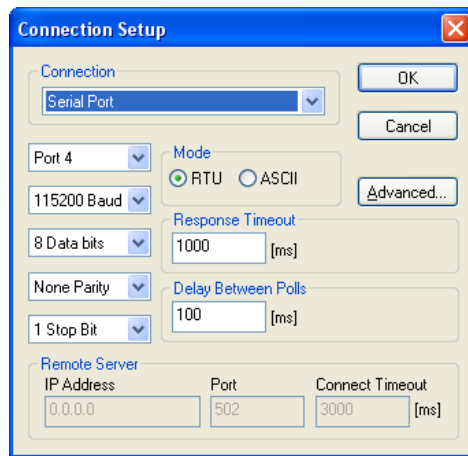 Connection Setup
Connection
Serial Port
OK
Cancel
Port 4
Mode
RTU ASCII
Advanced...
115200 Baud
Response Timeout
8 Data bits
1000 [ms]
None Parity
Delay Between Polls
100 [ms]
1 Stop Bit
Remote Server
IP Address Port Connect Timeout
0.0.0.0 502 3000 [ms]